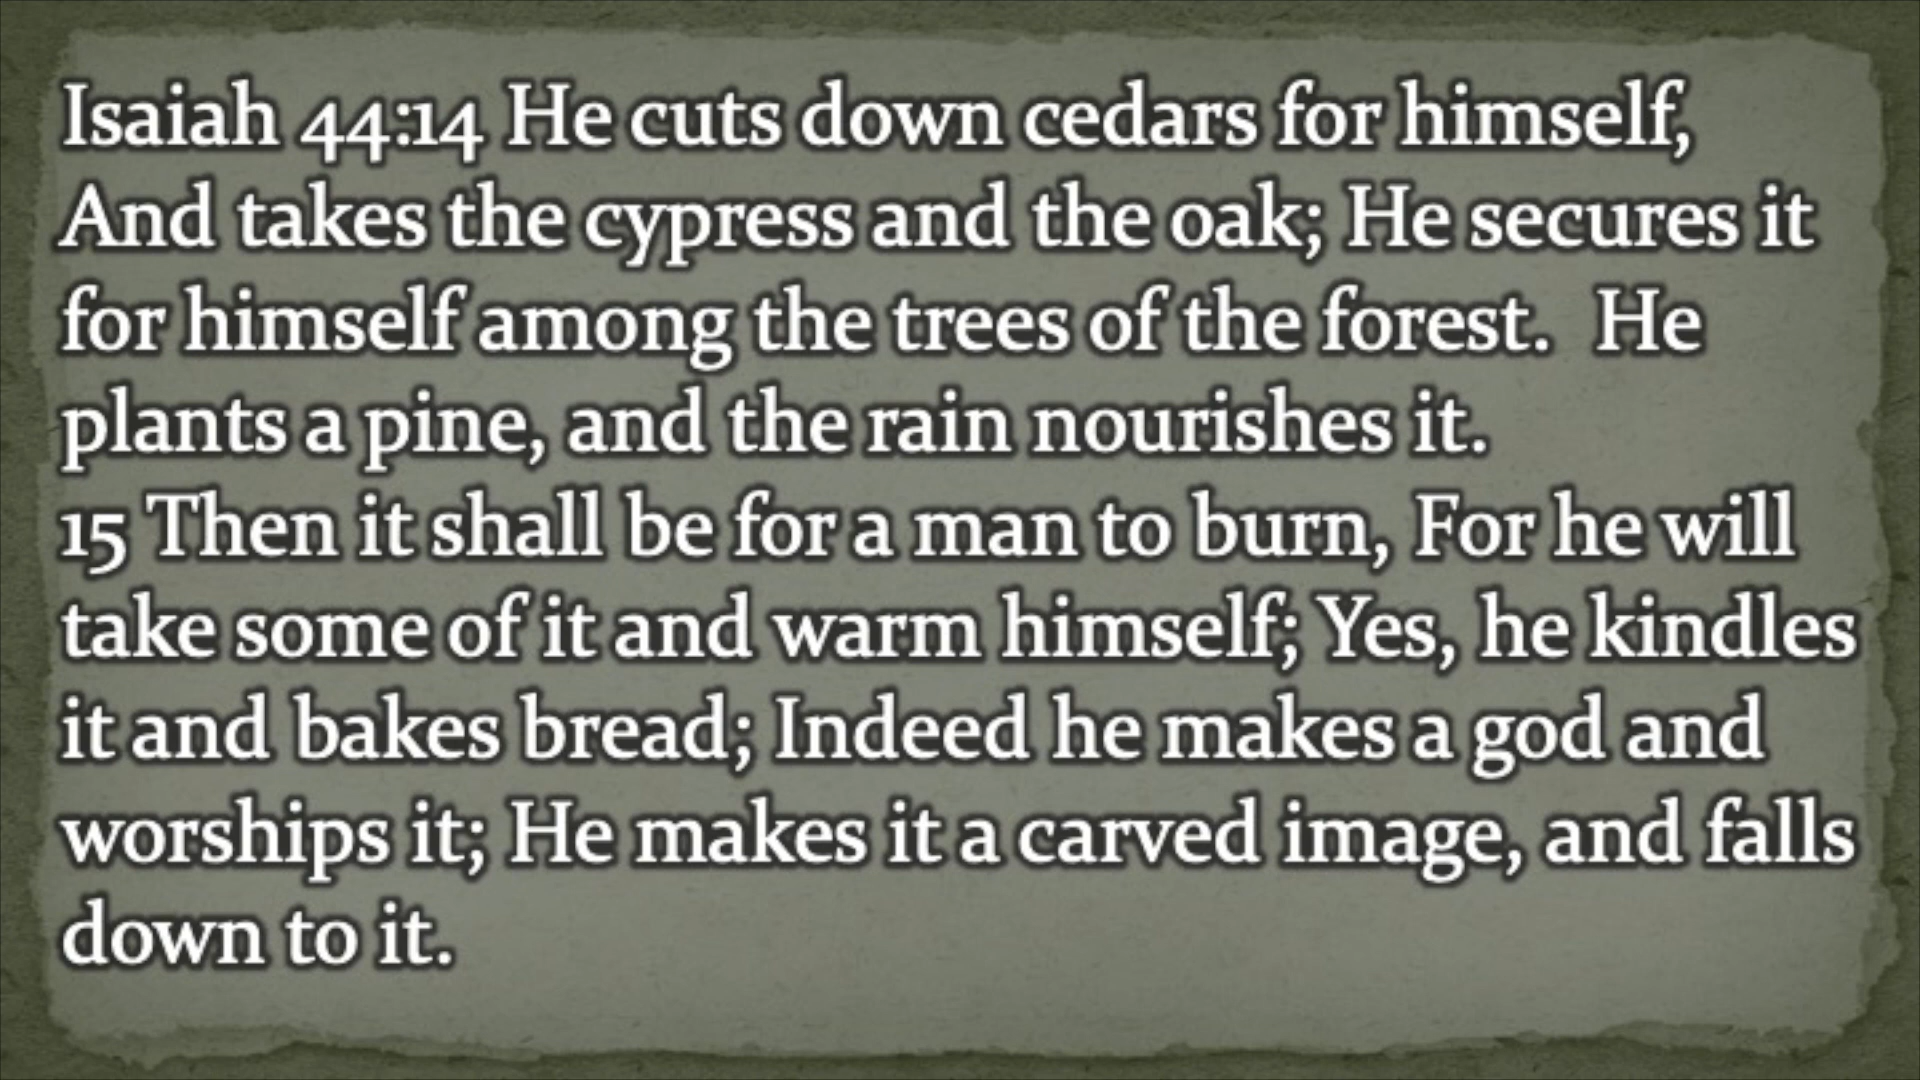 Isaiah 44:14 He cuts down cedars for himself,
And takes the cypress and the oak; He secures it
for himself among the trees of the forest.  He
plants a pine, and the rain nourishes it.
15 Then it shall be for a man to burn, For he will
take some of it and warm himself; Yes, he kindles
it and bakes bread; Indeed he makes a god and
worships it; He makes it a carved image, and falls
down to it.